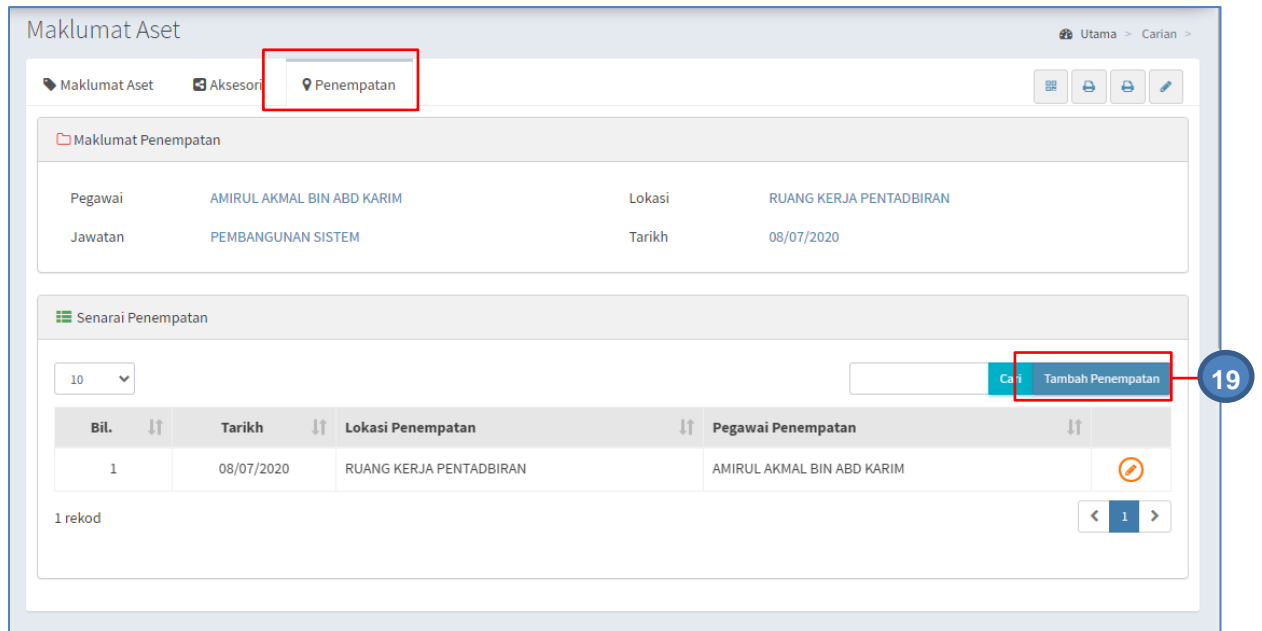 Maklumat Aset
Utama > Carian >
Maklumat Aset Aksesori Penempatan
Maklumat Penempatan
Pegawai AMIRUL AKMAL BIN ABD KARIM Lokasi RUANG KERJA PENTADBIRAN
Jawatan PEMBANGUNAN SISTEM Tarikh 08/07/2020
Senarai Penempatan
10 Cari Tambah Penempatan 19
Bil. Tarikh Lokasi Penempatan Pegawai Penempatan
1 08/07/2020 RUANG KERJA PENTADBIRAN AMIRUL AKMAL BIN ABD KARIM
1 rekod < 1 >